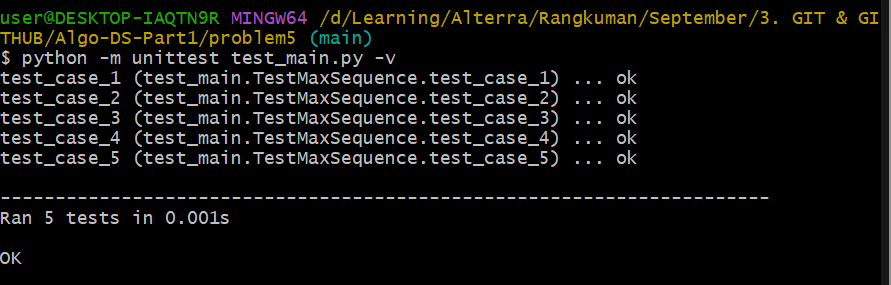 user@DESKTOP-IAQTN9R MINGW64 /d/Learning/Alterra/Rangkuman/September/3. GIT & GI
THUB/Algo-DS-Part1/problem5 (main)
$ python -m unittest test_main.py -v
test_case_1 (test_main.TestMaxSequence.test_case_1) ... ok
test_case_2 (test_main.TestMaxSequence.test_case_2) ... ok
test_case_3 (test_main.TestMaxSequence.test_case_3) ... ok
test_case_4 (test_main.TestMaxSequence.test_case_4) ... ok
test_case_5 (test_main.TestMaxSequence.test_case_5) ... ok
----------------------------------------------------------------------
Ran 5 tests in 0.001s
OK